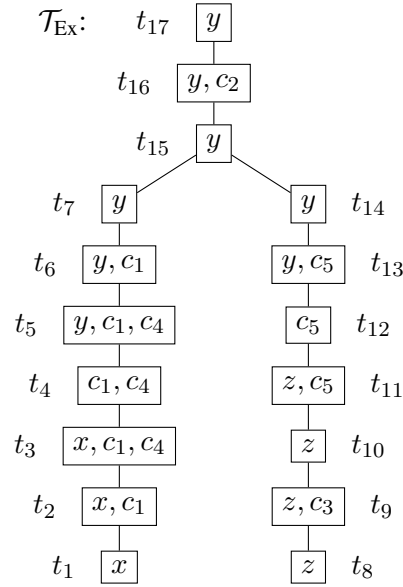 𝒯_Ex: t₁₇ y
t₁₆ y, c₂
t₁₅ y
t₇ y y t₁₄
t₆ y, c₁ y, c₅ t₁₃
t₅ y, c₁, c₄ c₅ t₁₂
t₄ c₁, c₄ z, c₅ t₁₁
t₃ x, c₁, c₄ z t₁₀
t₂ x, c₁ z, c₃ t₉
t₁ x z t₈